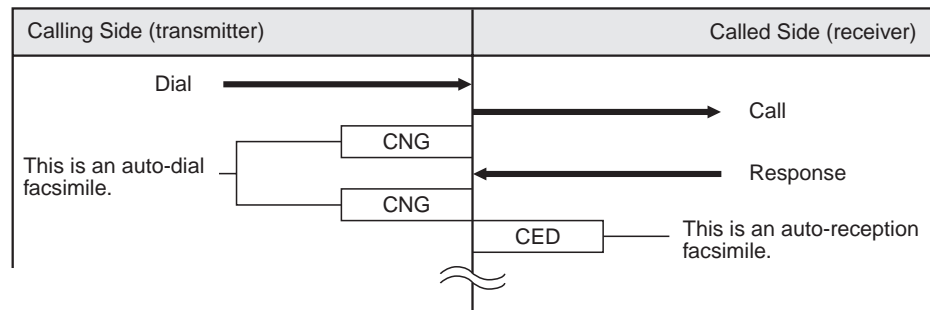 Calling Side (transmitter)
Called Side (receiver)
Dial
Call
CNG
This is an auto-dial
facsimile.
Response
CNG
CED
This is an auto-reception
facsimile.